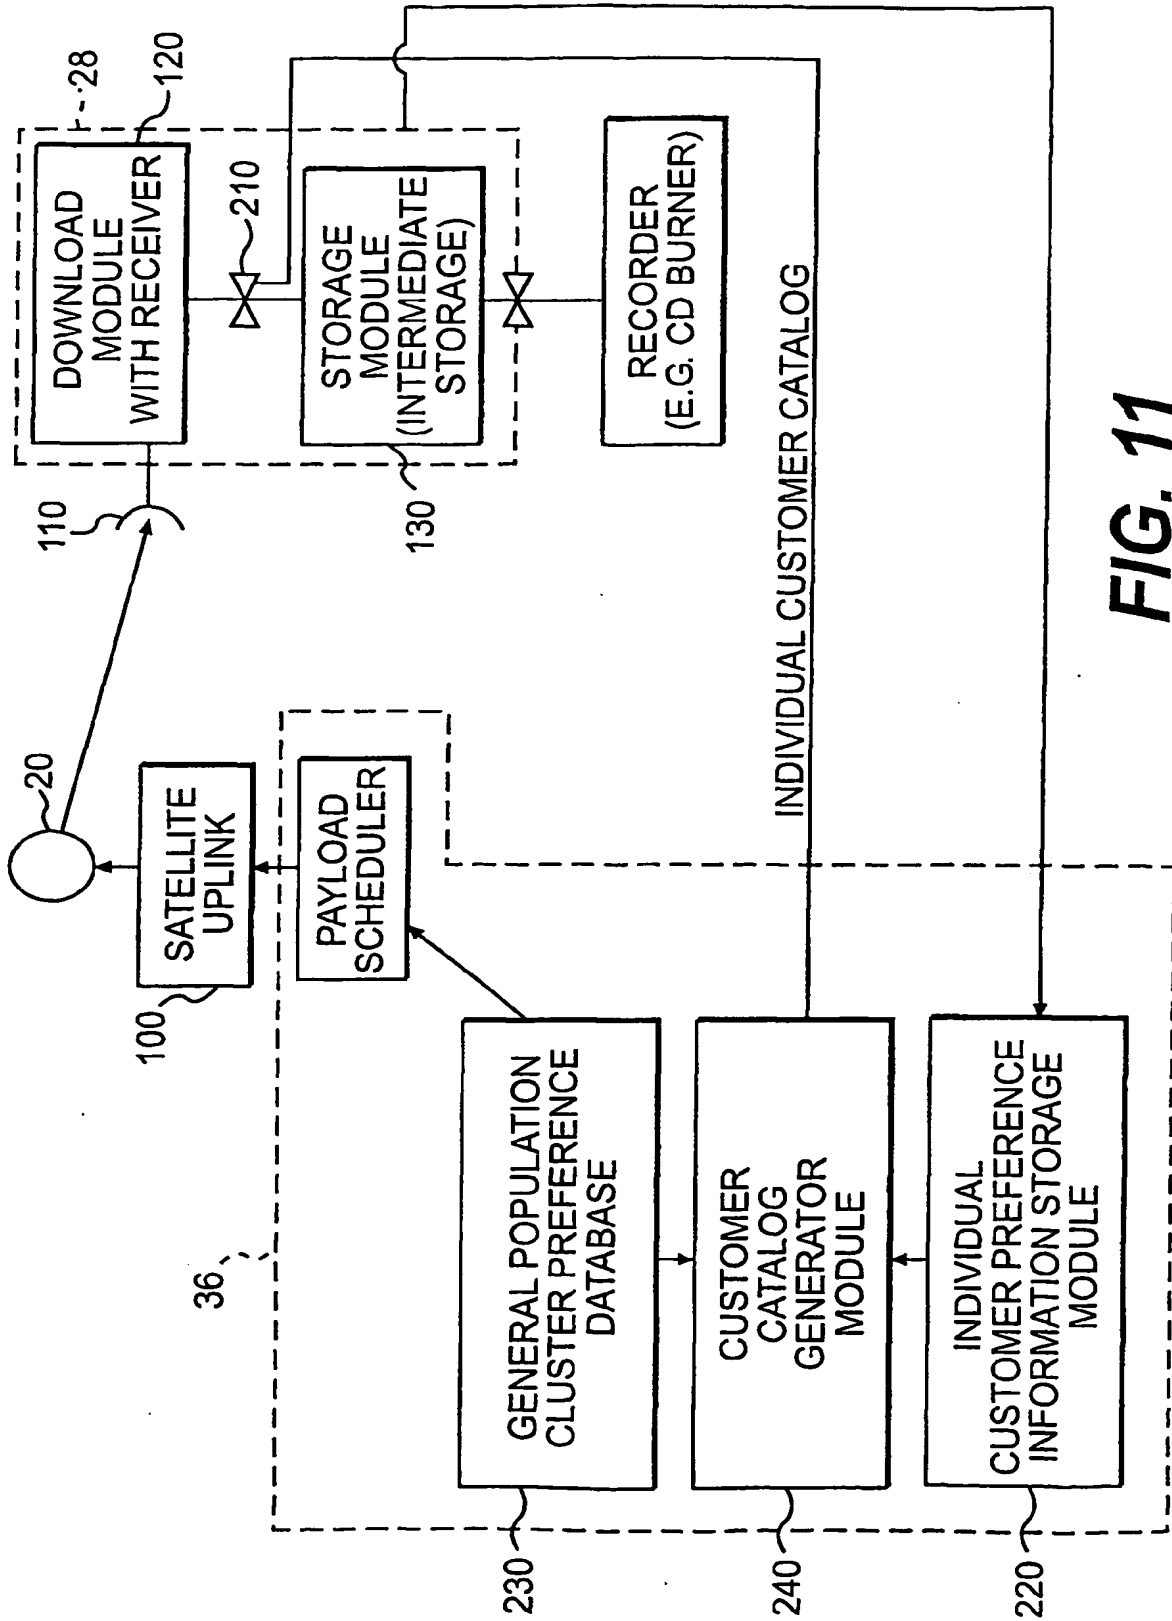 28
120
DOWNLOAD
MODULE
WITH RECEIVER
110
210
STORAGE
MODULE
(INTERMEDIATE
STORAGE)
130
RECORDER
(E.G. CD BURNER)
20
SATELLITE
UPLINK
100
PAYLOAD
SCHEDULER
36
INDIVIDUAL CUSTOMER CATALOG
GENERAL POPULATION
CLUSTER PREFERENCE
DATABASE
230
CUSTOMER
CATALOG
GENERATOR
MODULE
240
INDIVIDUAL
CUSTOMER PREFERENCE
INFORMATION STORAGE
MODULE
220
FIG. 11